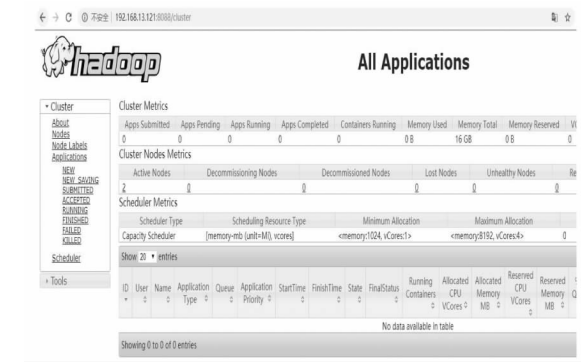 不安全 | 192.168.13.121:8088/cluster
hadoop
All Applications
Cluster
About
Nodes
Node Labels
Applications
NEW
NEW_SAVING
SUBMITTED
ACCEPTED
RUNNING
FINISHED
FAILED
KILLED
Scheduler
Tools
Cluster Metrics
Apps Submitted Apps Pending Apps Running Apps Completed Containers Running Memory Used Memory Total Memory Reserved
0 0 0 0 0 0 B 16 GB 0 B 0
Cluster Nodes Metrics
Active Nodes Decommissioning Nodes Decommissioned Nodes Lost Nodes Unhealthy Nodes Re
2 0 0 0 0 0
Scheduler Metrics
Scheduler Type Scheduling Resource Type Minimum Allocation Maximum Allocation
Capacity Scheduler [memory-mb (unit=Mi), vcores] <memory:1024, vCores:1> <memory:8192, vCores:4> 0
Show 20 entries
ID User Name Application Type Queue Application Priority StartTime FinishTime State FinalStatus Running Containers Allocated CPU VCores Allocated Memory MB Reserved CPU VCores Reserved Memory MB
No data available in table
Showing 0 to 0 of 0 entries